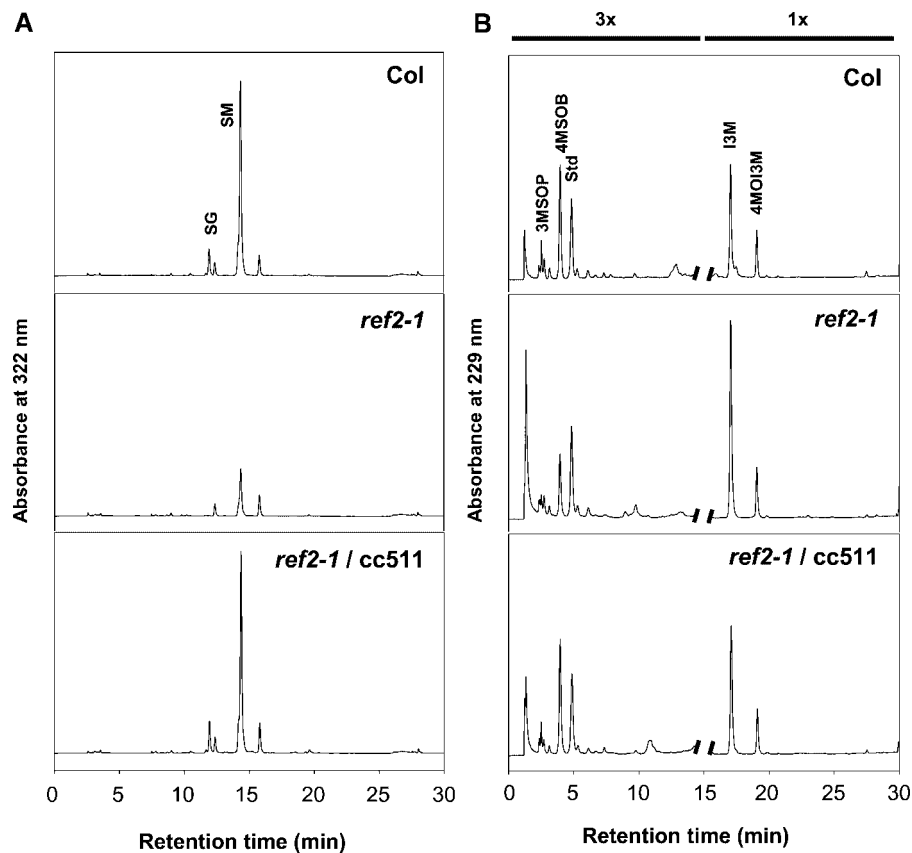 A
Absorbance at 322 nm
Col
SG
SM
ref2-1
ref2-1 / cc511
0 5 10 15 20 25 30
Retention time (min)
B
3x 1x
Absorbance at 229 nm
Col
3MSOP
4MSOB
Std
I3M
4MOI3M
ref2-1
ref2-1 / cc511
0 5 10 15 20 25 30
Retention time (min)